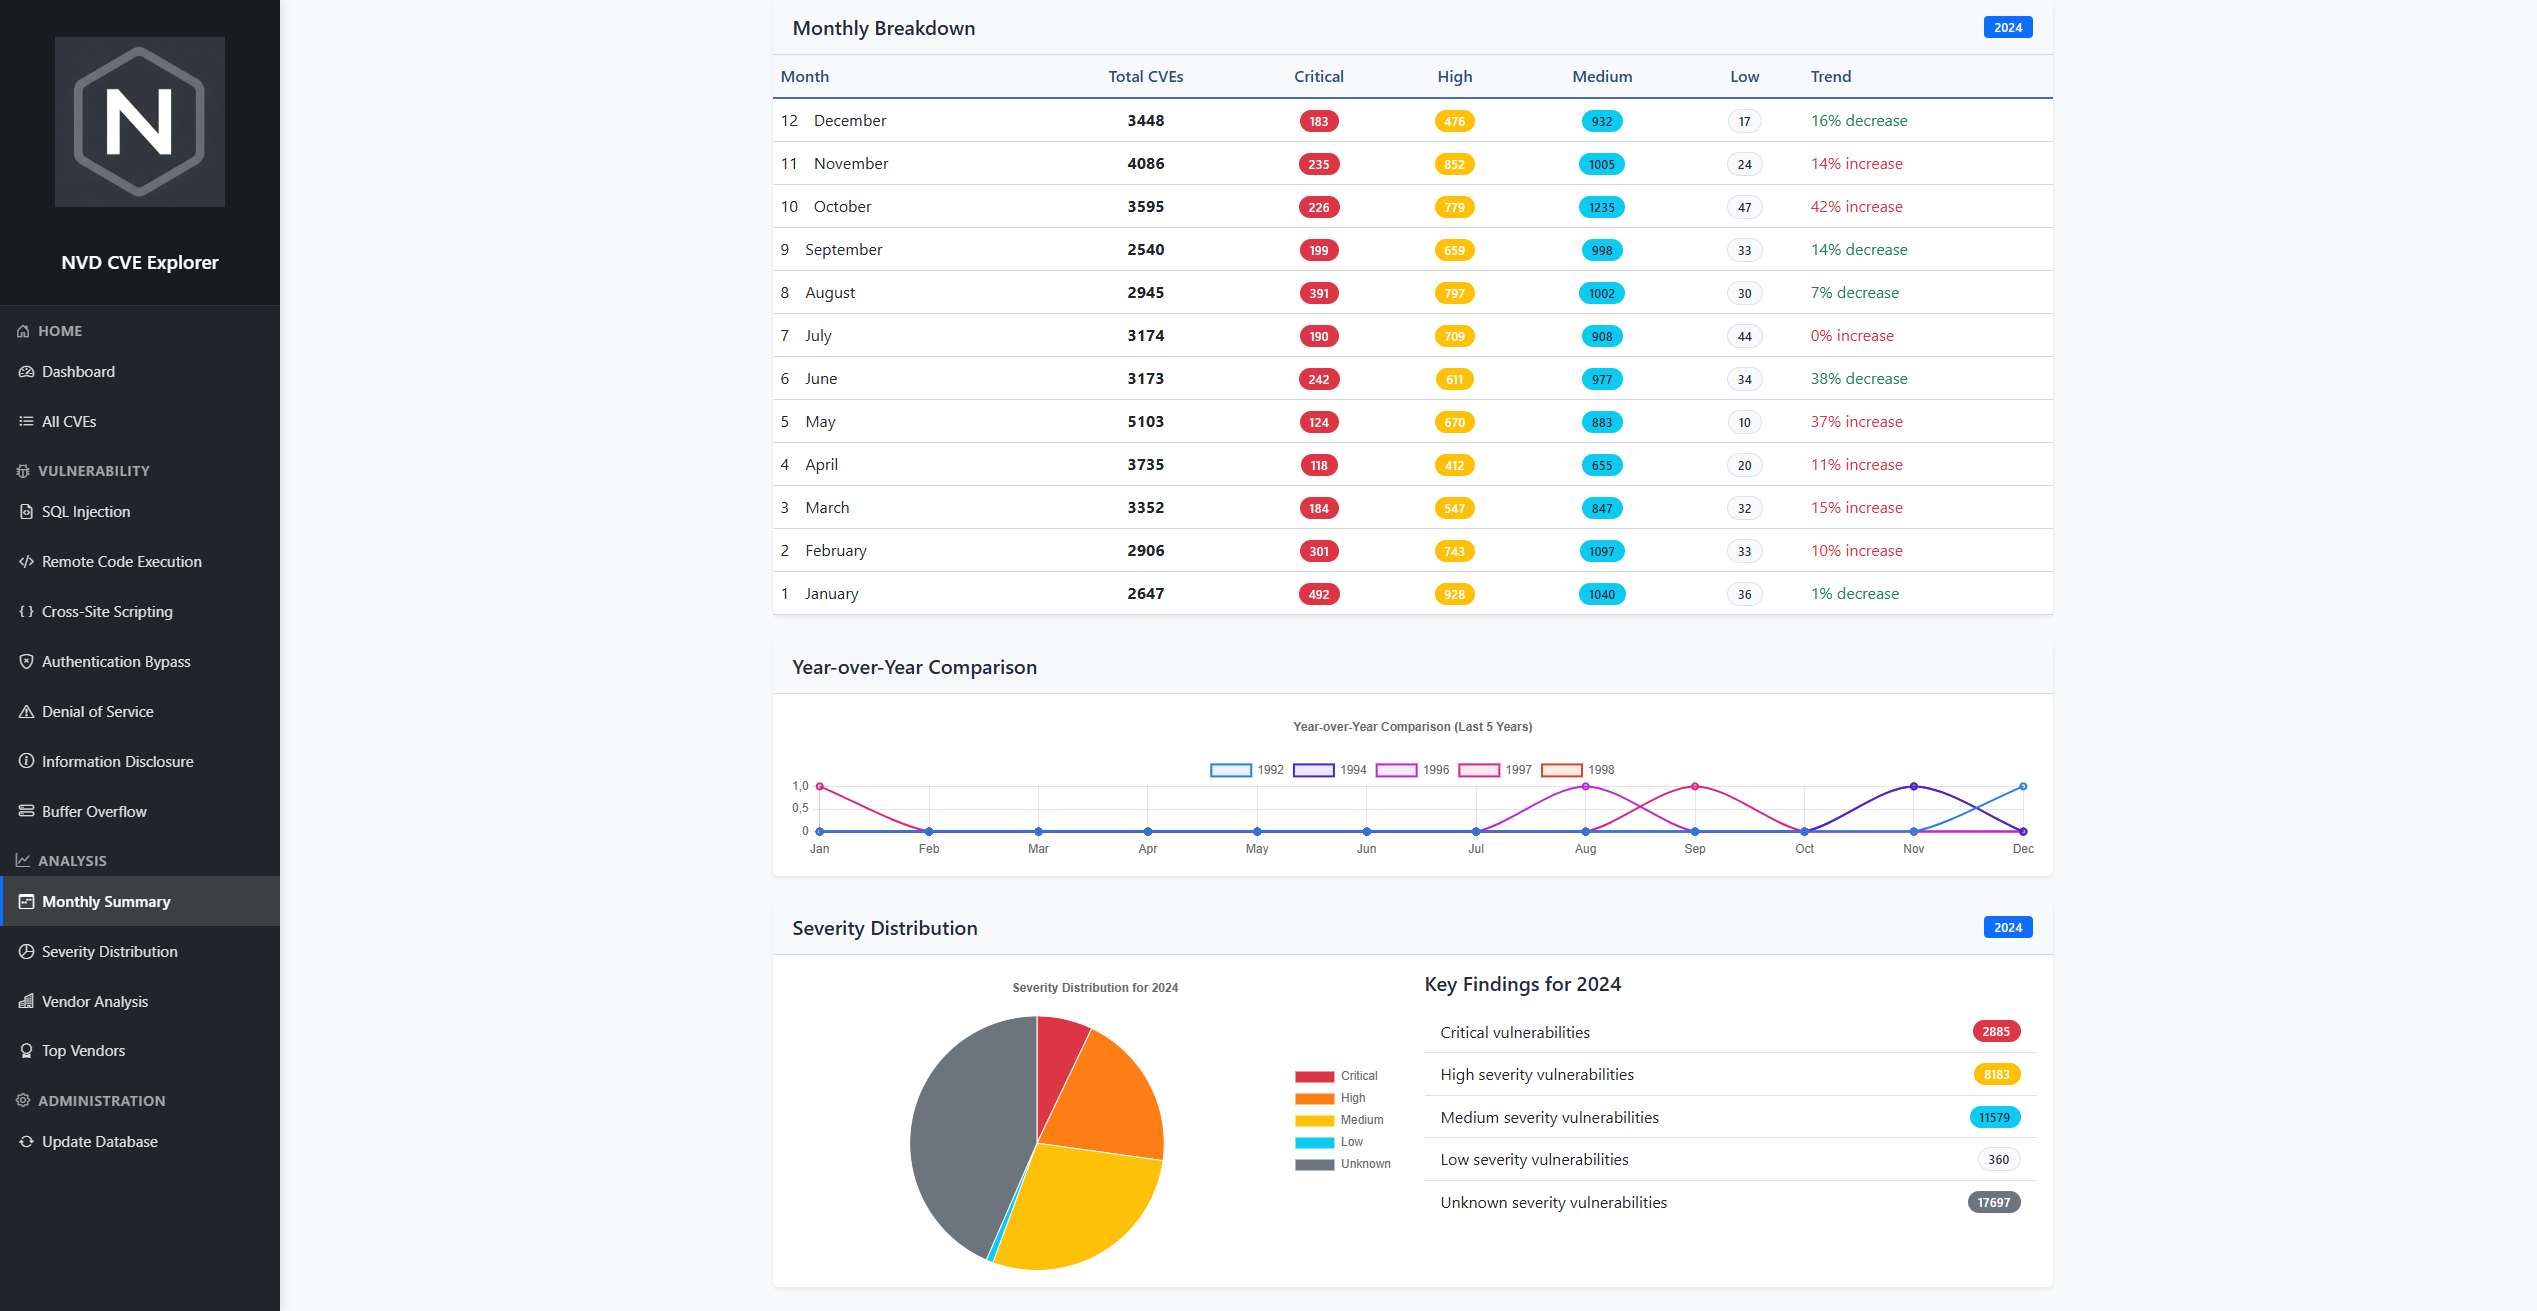 N
NVD CVE Explorer
HOME
Dashboard
All CVEs
VULNERABILITY
SQL Injection
Remote Code Execution
Cross-Site Scripting
Authentication Bypass
Denial of Service
Information Disclosure
Buffer Overflow
ANALYSIS
Monthly Summary
Severity Distribution
Vendor Analysis
Top Vendors
ADMINISTRATION
Update Database
Monthly Breakdown 2024
Month Total CVEs Critical High Medium Low Trend
12 December 3448 183 476 932 17 16% decrease
11 November 4086 235 852 1005 24 14% increase
10 October 3595 226 779 1235 47 42% increase
9 September 2540 199 659 998 33 14% decrease
8 August 2945 391 797 1002 30 7% decrease
7 July 3174 190 709 908 44 0% increase
6 June 3173 242 611 977 34 38% decrease
5 May 5103 124 670 883 10 37% increase
4 April 3735 118 412 655 20 11% increase
3 March 3352 184 547 847 32 15% increase
2 February 2906 301 743 1097 33 10% increase
1 January 2647 492 928 1040 36 1% decrease
Year-over-Year Comparison
Year-over-Year Comparison (Last 5 Years)
1992 1994 1996 1997 1998
1,0
0,5
0
Jan Feb Mar Apr May Jun Jul Aug Sep Oct Nov Dec
Severity Distribution 2024
Severity Distribution for 2024
Critical
High
Medium
Low
Unknown
Key Findings for 2024
Critical vulnerabilities 2885
High severity vulnerabilities 8183
Medium severity vulnerabilities 11579
Low severity vulnerabilities 360
Unknown severity vulnerabilities 17697